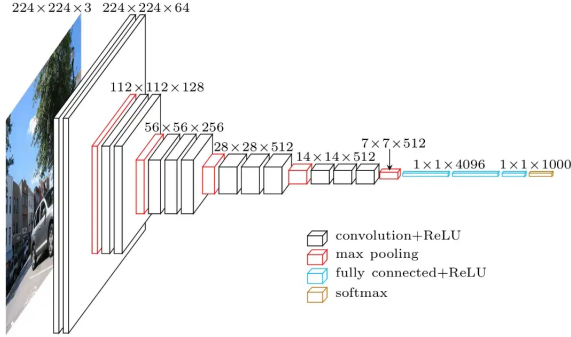 224×224×3
224×224×64
112×112×128
56×56×256
28×28×512
14×14×512
7×7×512
1×1×4096
1×1×1000
convolution+ReLU
max pooling
fully connected+ReLU
softmax